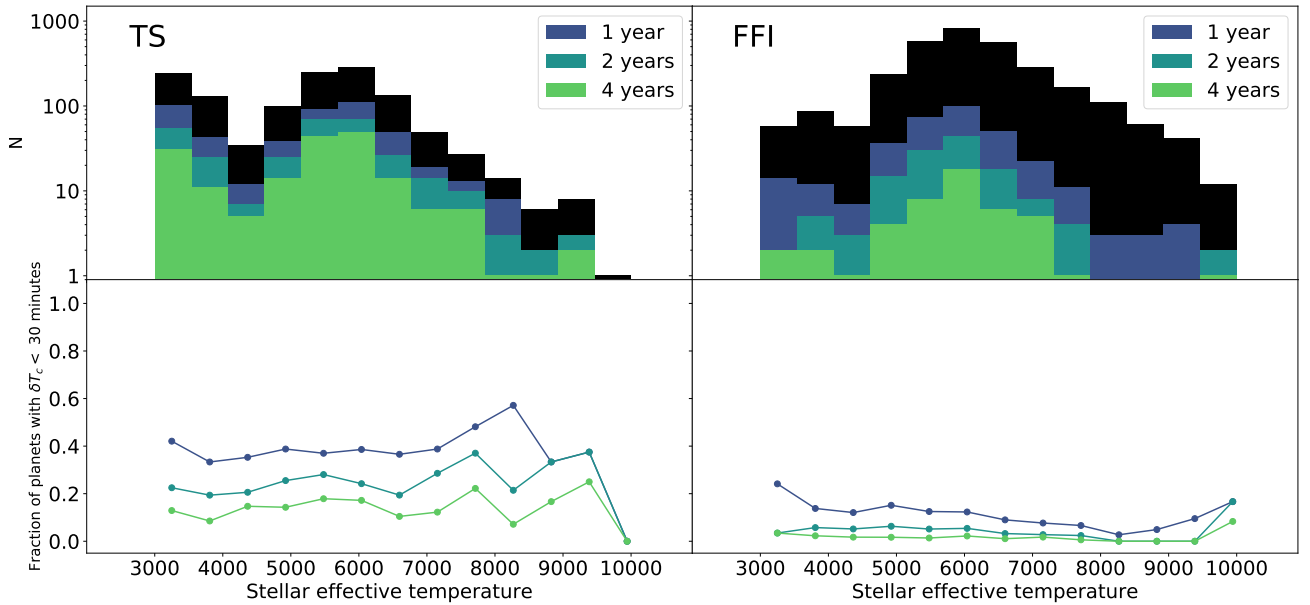 TS
1 year
2 years
4 years
FFI
1 year
2 years
4 years
N
1000
100
10
1
Fraction of planets with δT_c < 30 minutes
1.0
0.8
0.6
0.4
0.2
0.0
3000 4000 5000 6000 7000 8000 9000 10000
Stellar effective temperature
3000 4000 5000 6000 7000 8000 9000 10000
Stellar effective temperature